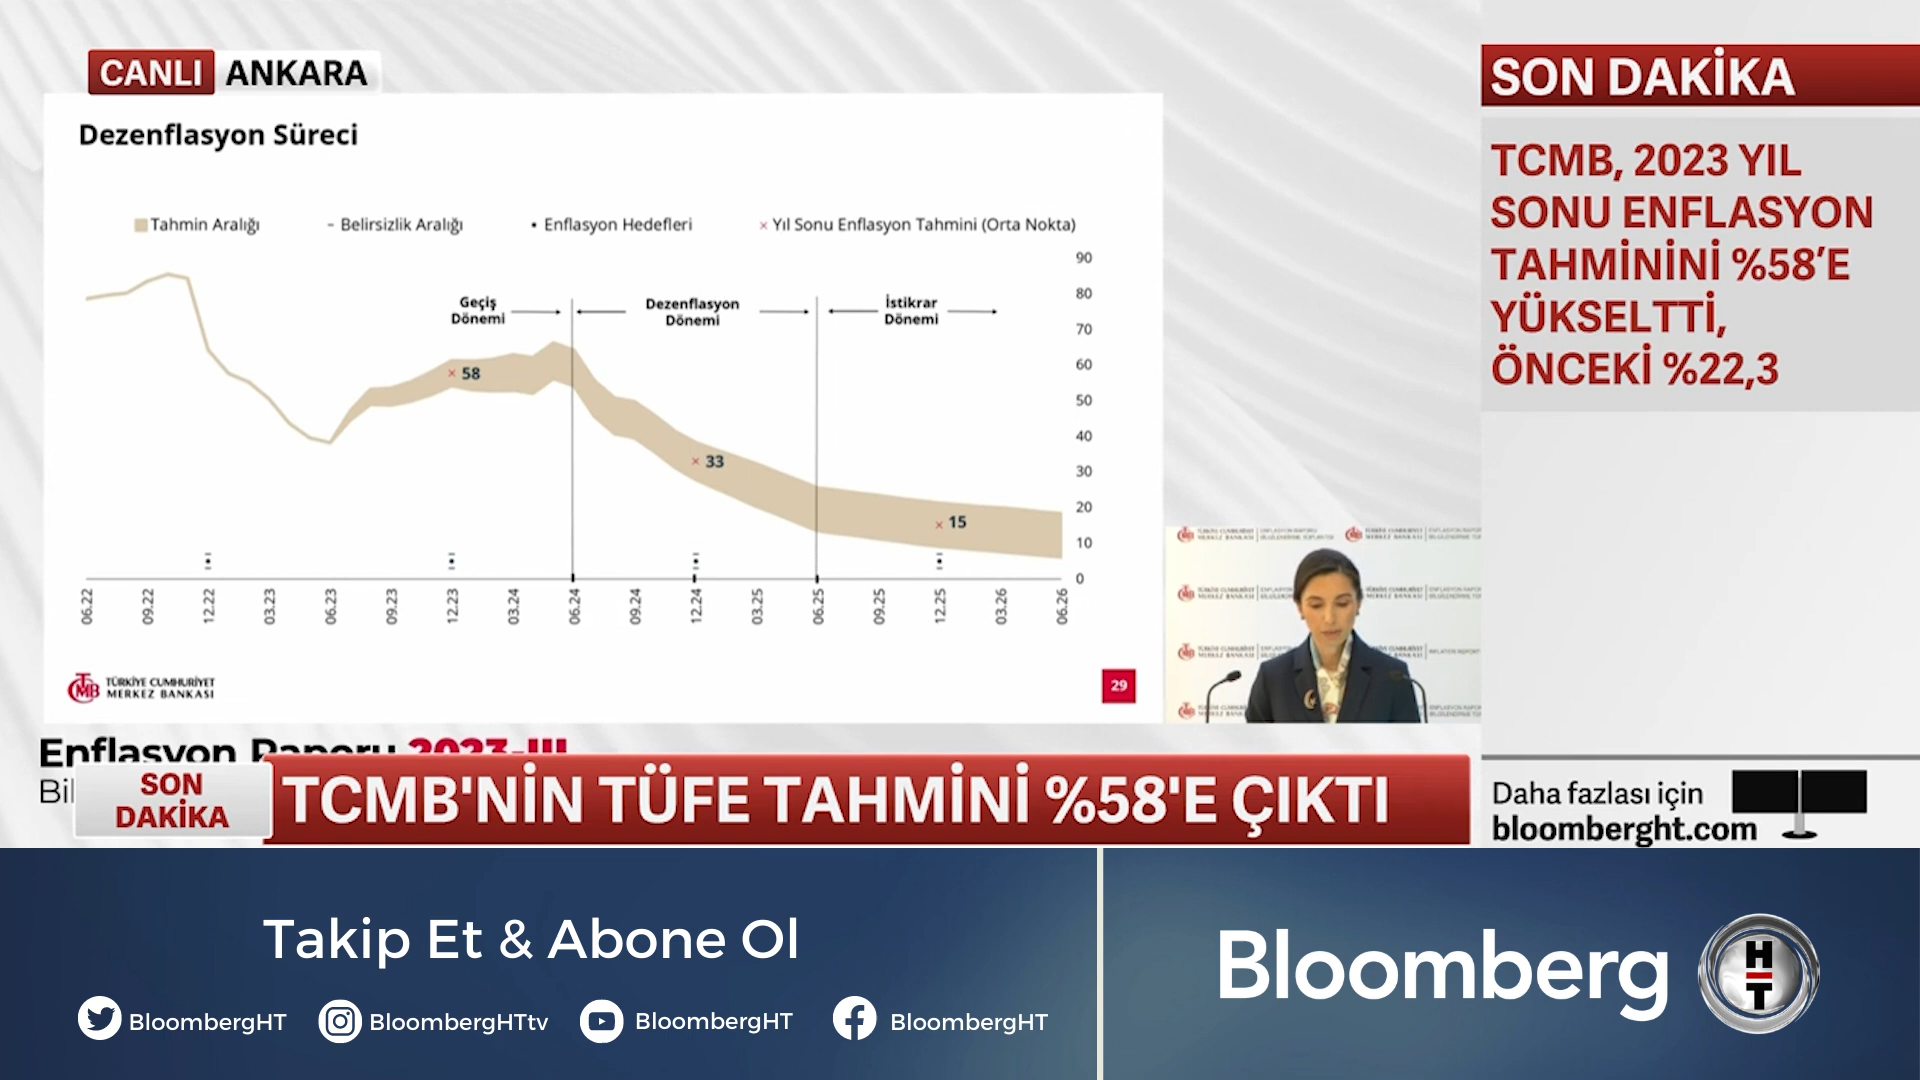 CANLI ANKARA
Dezenflasyon Süreci
Tahmin Aralığı
- Belirsizlik Aralığı
• Enflasyon Hedefleri
× Yıl Sonu Enflasyon Tahmini (Orta Nokta)
90
80
70
60
50
40
30
20
10
0
Geçiş
Dönemi
Dezenflasyon
Dönemi
İstikrar
Dönemi
× 58
× 33
× 15
06.22
09.22
12.22
03.23
06.23
09.23
12.23
03.24
06.24
09.24
12.24
03.25
06.25
09.25
12.25
03.26
06.26
TCMB
TÜRKİYE CUMHURİYET
MERKEZ BANKASI
29
SON DAKİKA
TCMB, 2023 YIL
SONU ENFLASYON
TAHMİNİNİ %58'E
YÜKSELTTİ,
ÖNCEKİ %22,3
Enflasyon Raporu 2023-III
SON
DAKİKA
TCMB'NİN TÜFE TAHMİNİ %58'E ÇIKTI
Daha fazlası için
bloomberght.com
Takip Et & Abone Ol
BloombergHT
BloombergHTtv
BloombergHT
BloombergHT
Bloomberg
HT